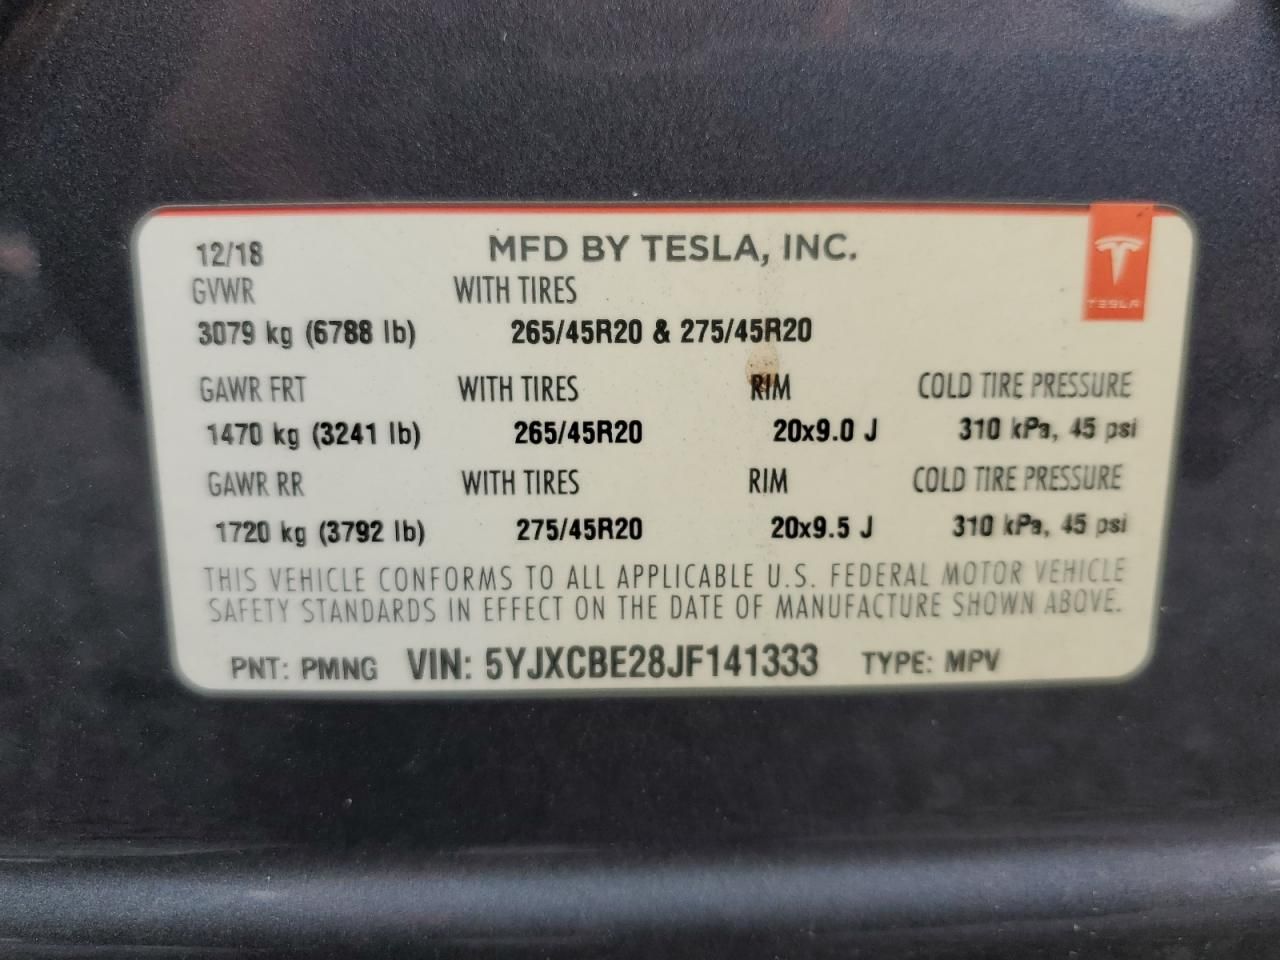 12/18 MFD BY TESLA, INC.
TESLA
GVWR WITH TIRES
3079 kg (6788 lb) 265/45R20 & 275/45R20
GAWR FRT WITH TIRES RIM COLD TIRE PRESSURE
1470 kg (3241 lb) 265/45R20 20x9.0 J 310 kPa, 45 psi
GAWR RR WITH TIRES RIM COLD TIRE PRESSURE
1720 kg (3792 lb) 275/45R20 20x9.5 J 310 kPa, 45 psi
THIS VEHICLE CONFORMS TO ALL APPLICABLE U.S. FEDERAL MOTOR VEHICLE
SAFETY STANDARDS IN EFFECT ON THE DATE OF MANUFACTURE SHOWN ABOVE.
PNT: PMNG VIN: 5YJXCBE28JF141333 TYPE: MPV